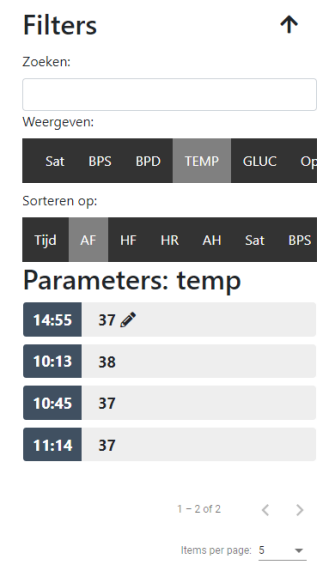 Filters
Zoeken:
Weergeven:
Sat BPS BPD TEMP GLUC Op
Sorteren op:
Tijd AF HF HR AH Sat BPS
Parameters: temp
14:55 37
10:13 38
10:45 37
11:14 37
1 – 2 of 2
Items per page: 5